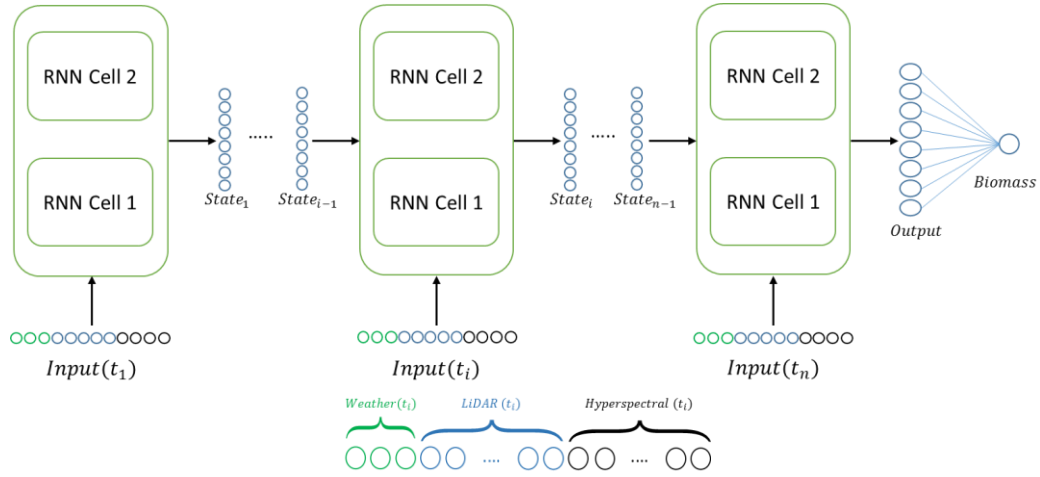 RNN Cell 2
RNN Cell 2
RNN Cell 2
.....
.....
RNN Cell 1
RNN Cell 1
RNN Cell 1
State₁
Stateᵢ₋₁
Stateᵢ
Stateₙ₋₁
Output
Biomass
Input(t₁)
Input(tᵢ)
Input(tₙ)
Weather(tᵢ)
LiDAR (tᵢ)
Hyperspectral (tᵢ)
....
....